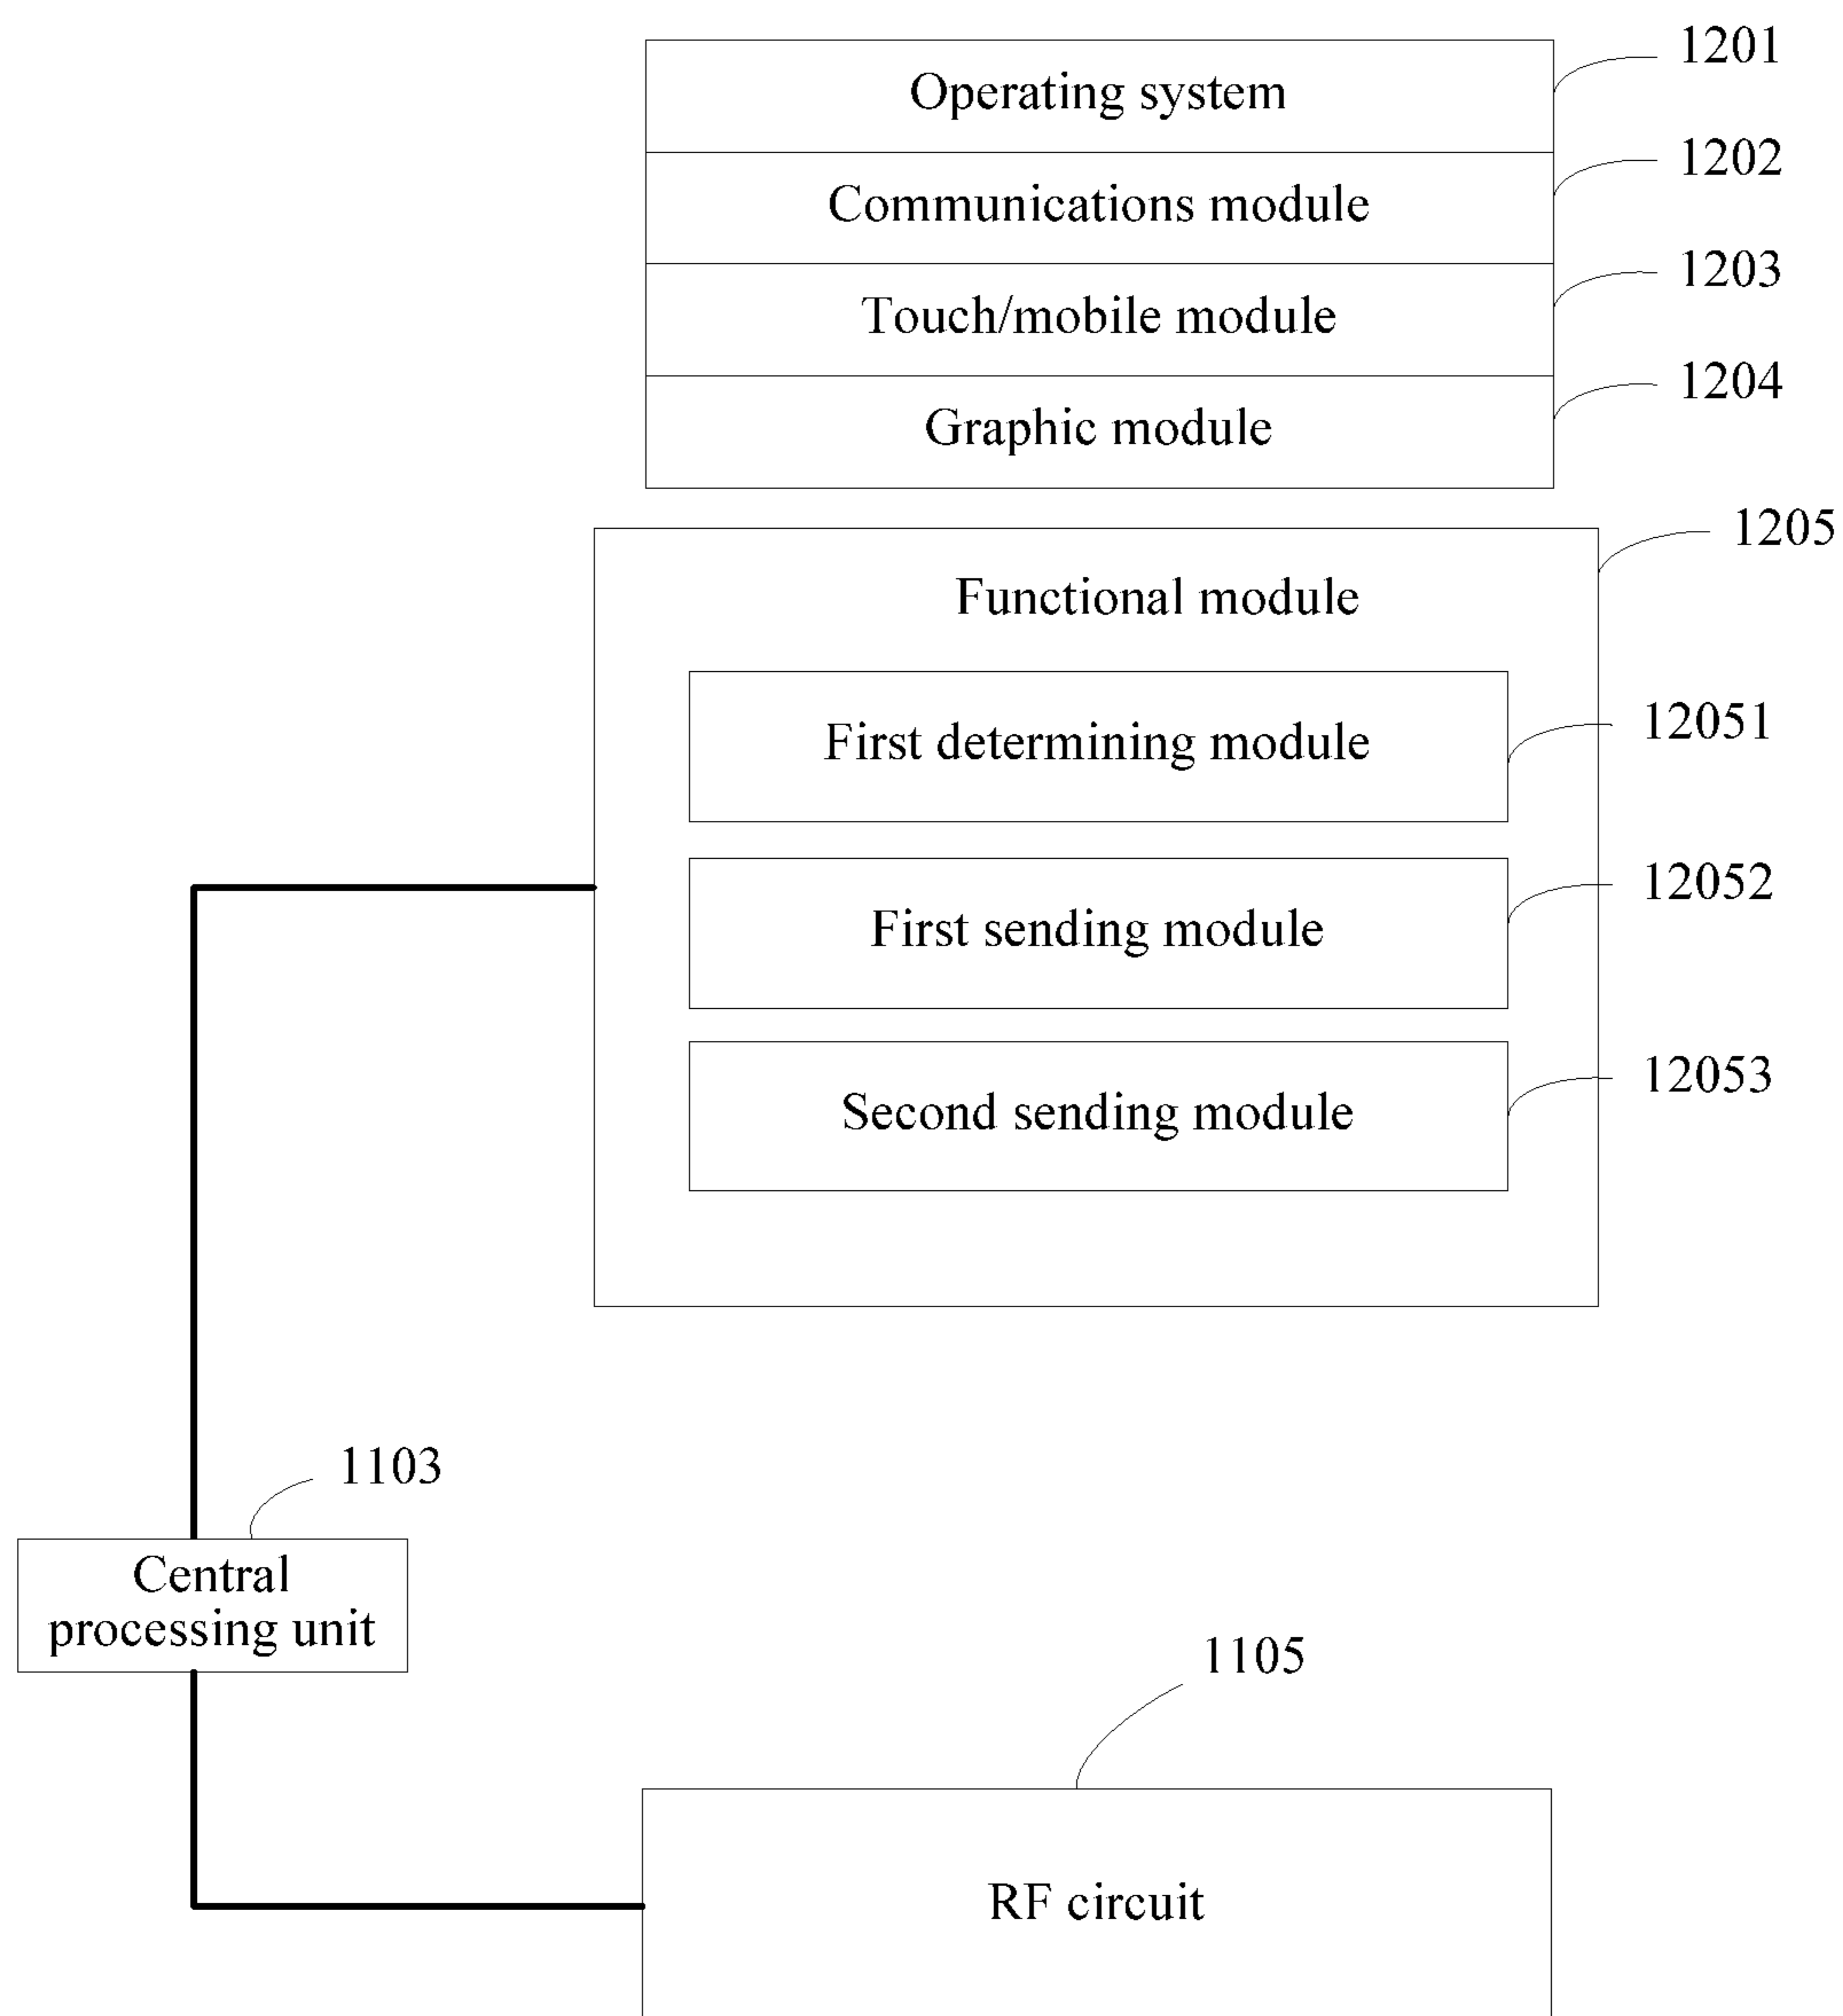 1201
Operating system
1202
Communications module
1203
Touch/mobile module
1204
Graphic module
1205
Functional module
12051
First determining module
12052
First sending module
12053
Second sending module
1103
Central
processing unit
1105
RF circuit